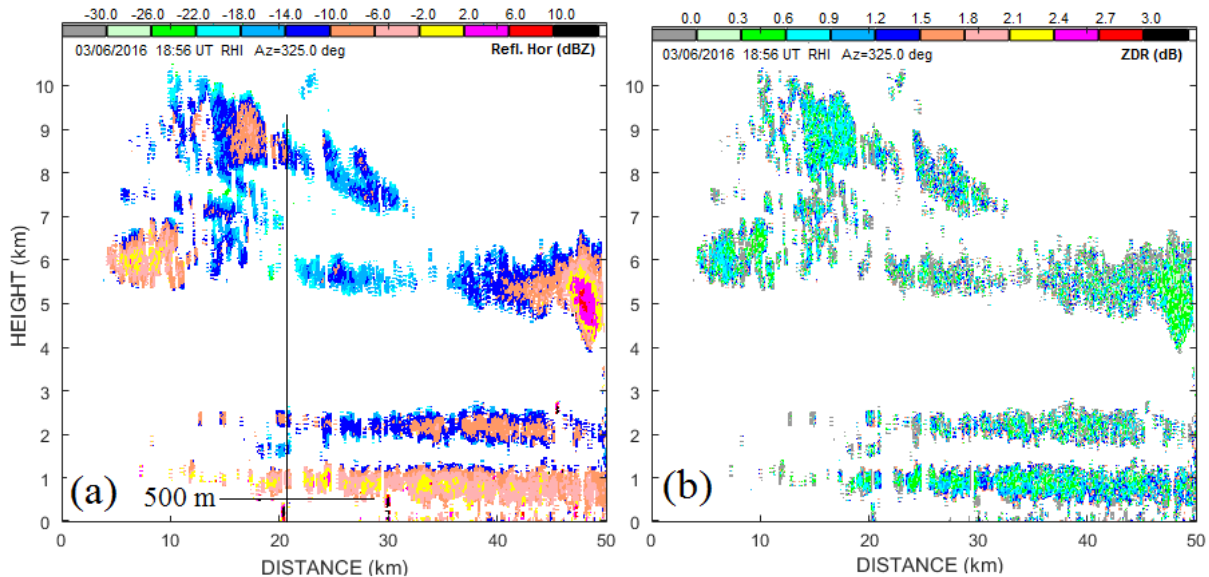 -30.0 -26.0 -22.0 -18.0 -14.0 -10.0 -6.0 -2.0 2.0 6.0 10.0
03/06/2016 18:56 UT RHI Az=325.0 deg Refl. Hor (dBZ)
10
9
8
7
6
5
4
3
2
1
0
HEIGHT (km)
(a)
500 m
0 10 20 30 40 50
DISTANCE (km)
0.0 0.3 0.6 0.9 1.2 1.5 1.8 2.1 2.4 2.7 3.0
03/06/2016 18:56 UT RHI Az=325.0 deg ZDR (dB)
10
9
8
7
6
5
4
3
2
1
0
(b)
0 10 20 30 40 50
DISTANCE (km)